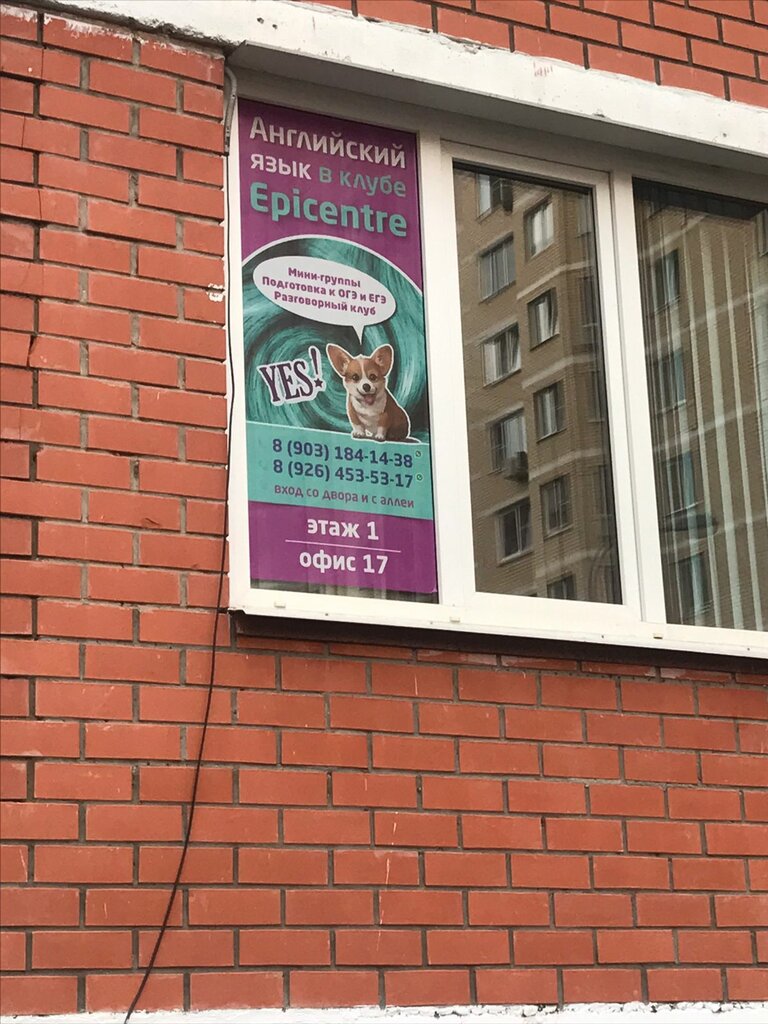 Английский
язык в клубе
Epicentre
Мини-группы
Подготовка к ОГЭ и ЕГЭ
Разговорный клуб
YES!
8 (903) 184-14-38
8 (926) 453-53-17
вход со двора и с аллеи
этаж 1
офис 17